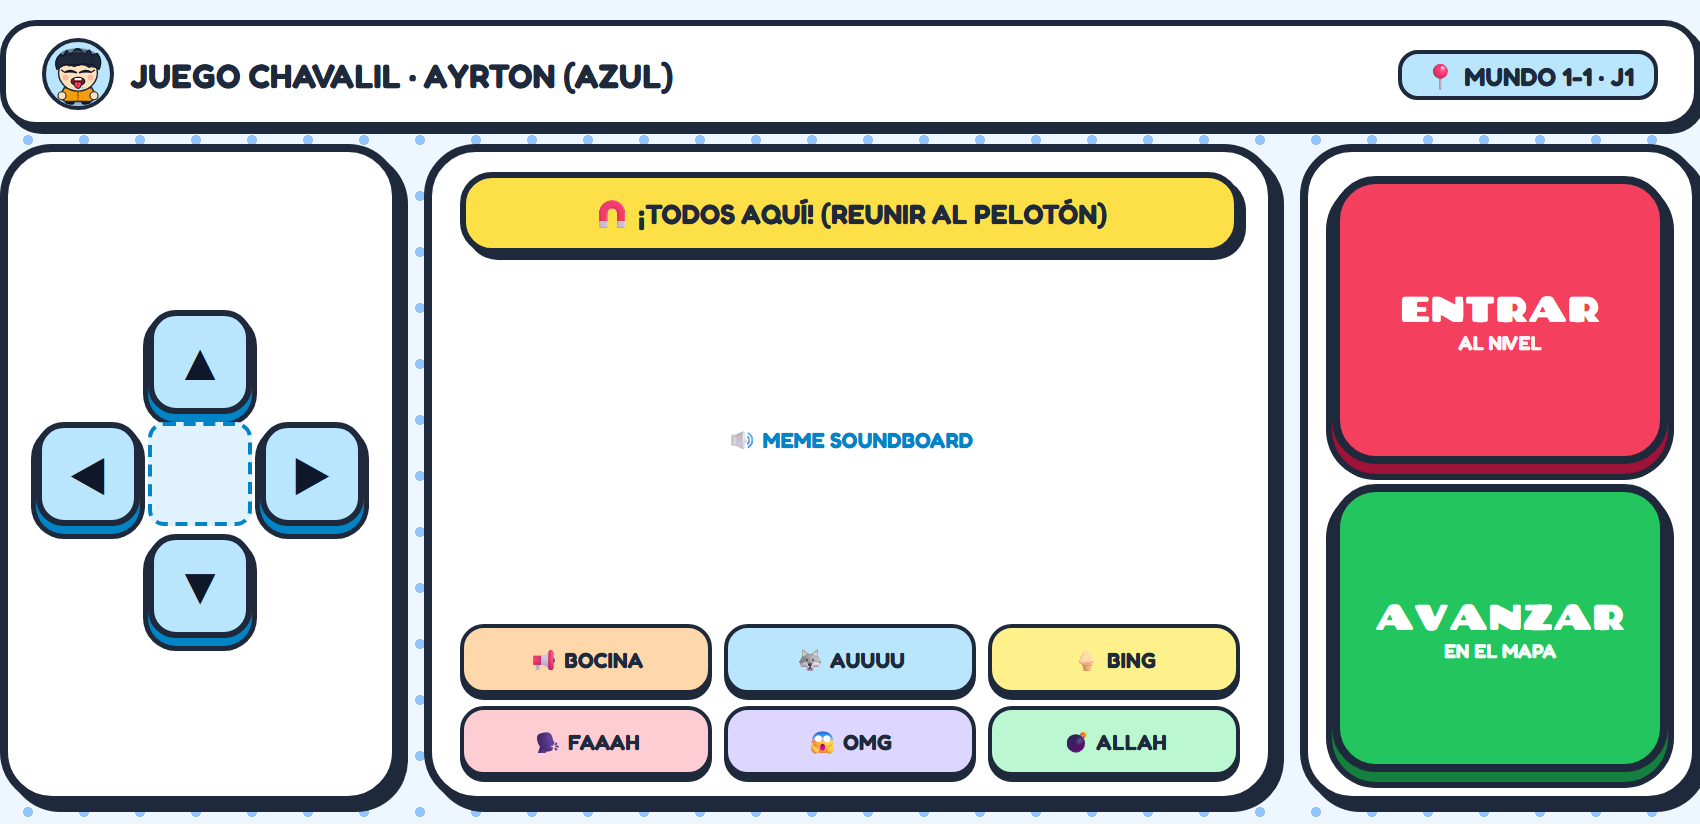 JUEGO CHAVALIL · AYRTON (AZUL)
MUNDO 1-1 · J1
¡TODOS AQUÍ! (REUNIR AL PELOTÓN)
MEME SOUNDBOARD
BOCINA
AUUUU
BING
FAAAH
OMG
ALLAH
ENTRAR
AL NIVEL
AVANZAR
EN EL MAPA